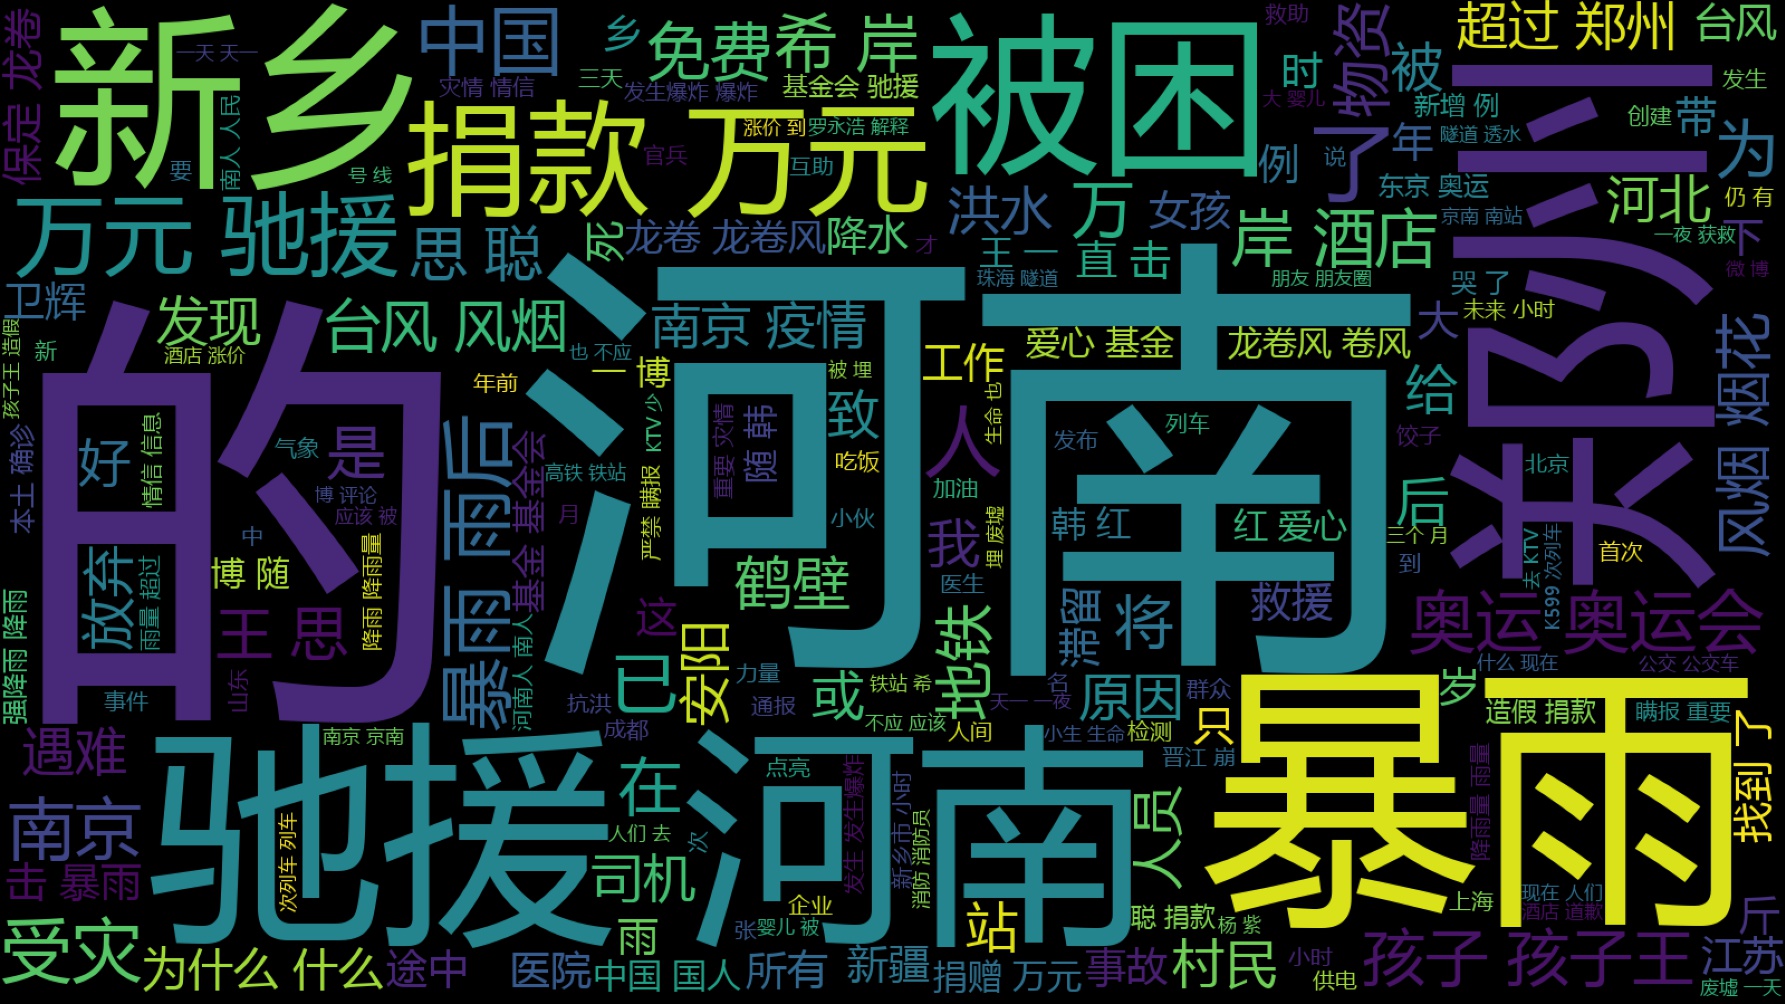 新乡
的
河南
被困
暴雨
郑州
驰援 河南
捐款 万元
万元 驰援
中国
免费
希 岸
乡
三天
一天 天一
灾情 情信
发生爆炸 爆炸
基金会 驰援
救助
物资
时
被
超过 郑州
台风
发生
大 婴儿
新增 例
创建
带
隧道 透水
为
保定 龙卷
要
南人 人民
号 线
涨价 到
罗永浩 解释
官兵
互助
例
说
了
年
东京 奥运
京南 南站
河北
仍 有
一夜 获救
下
微 博
思 聪
死
龙卷 龙卷风
降水
才
洪水
万
女孩
王 一
直 击
珠海 隧道
岸 酒店
朋友 朋友圈
哭 了
未来 小时
卫辉
发现
台风 风烟
酒店 涨价
新
孩子王 造假
南京 疫情
也 不应
年前
一 博
被 埋
工作
爱心 基金
龙卷风 卷风
大
给
风烟 烟花
好
气象
是
情信 信息
博 评论
应该 被
中
本土 确诊
暴雨 雨后
基金 基金会
高铁 铁站
月
KTV 少
严禁 瞒报
重要 灾情
随 韩
致
吃饭
小伙
人
生命 也
加油
我
埋 废墟
医生
发布
列车
韩 红
红 爱心
饺子
后
三个 月
到
北京
去 KTV
K599 次列车
首次
放弃
雨量 超过
博 随
降雨 降雨量
王 思
强降雨 降雨
事件
山东
河南人 南人
鹤壁
这
已
安阳
力量
抗洪
成都
通报
或
铁站 希
不应 应该
地铁
人间
滞留
将
救援
天一 一夜
名
原因
群众
小生 生命
检测
晋江 崩
只
岁
奥运 奥运会
什么 现在
公交 公交车
造假 捐款
瞒报 重要
找到 了
遇难
南京 京南
南京
击 暴雨
次列车 列车
在
人们 去
次
点亮
发生 发生爆炸
新乡市 小时
消防 消防员
司机
企业
张
婴儿 被
雨
站
人员
聪 捐款
杨 紫
降雨量 雨量
上海
现在 人们
酒店 道歉
斤
受灾
为什么 什么
途中
医院
中国 国人
所有
新疆
捐赠 万元
事故
村民
小时
供电
孩子 孩子王
江苏
废墟 一天